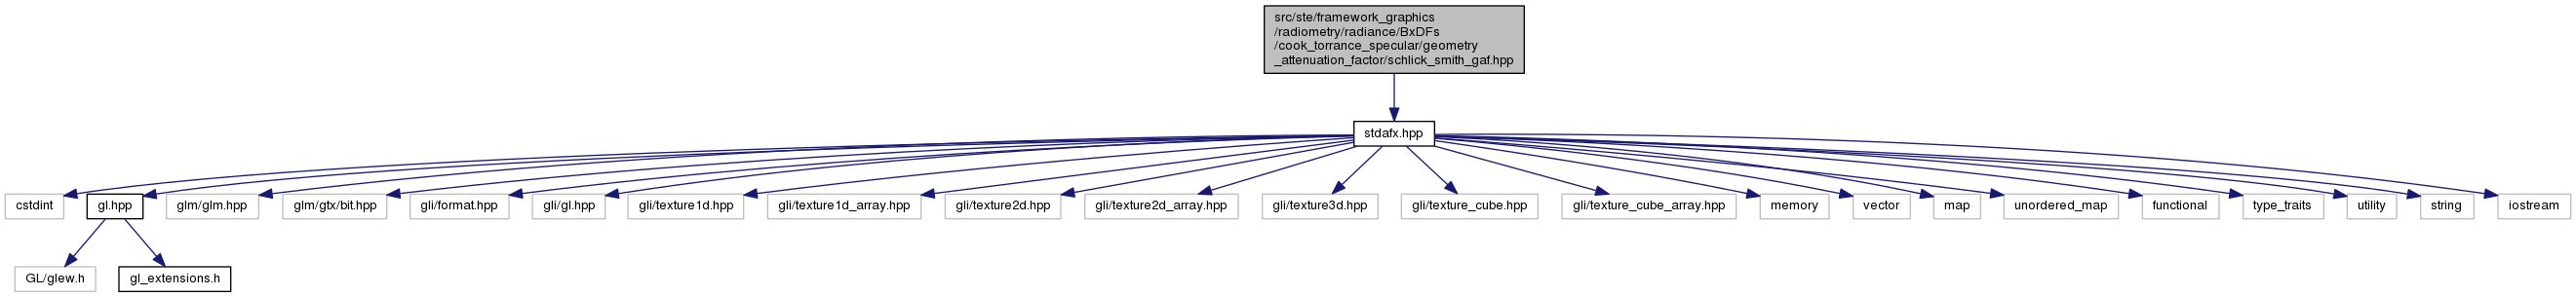 src/ste/framework_graphics
/radiometry/radiance/BxDFs
/cook_torrance_specular/geometry
_attenuation_factor/schlick_smith_gaf.hpp
stdafx.hpp
cstdint
gl.hpp
glm/glm.hpp
glm/gtx/bit.hpp
gli/format.hpp
gli/gl.hpp
gli/texture1d.hpp
gli/texture1d_array.hpp
gli/texture2d.hpp
gli/texture2d_array.hpp
gli/texture3d.hpp
gli/texture_cube.hpp
gli/texture_cube_array.hpp
memory
vector
map
unordered_map
functional
type_traits
utility
string
iostream
GL/glew.h
gl_extensions.h